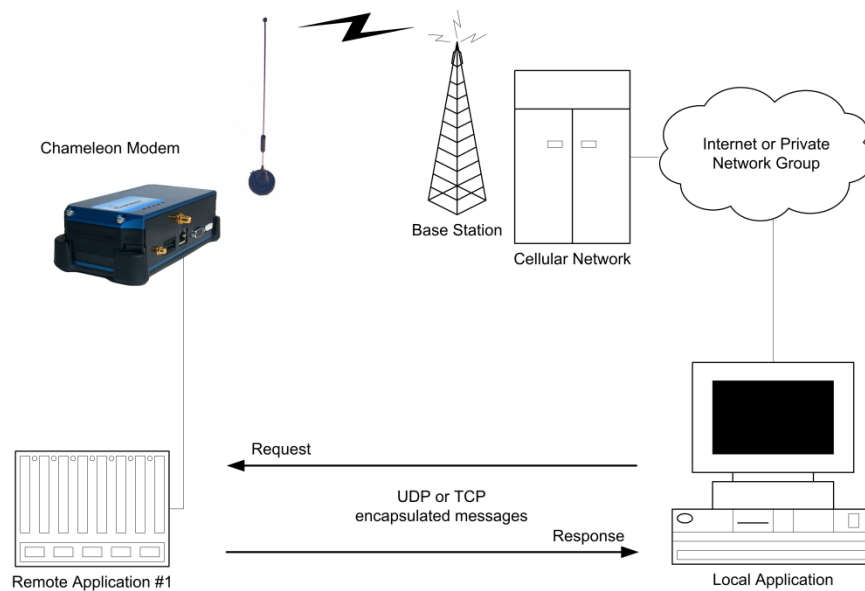 Chameleon Modem
Base Station
Cellular Network
Internet or Private
Network Group
Request
UDP or TCP
encapsulated messages
Response
Remote Application #1
Local Application